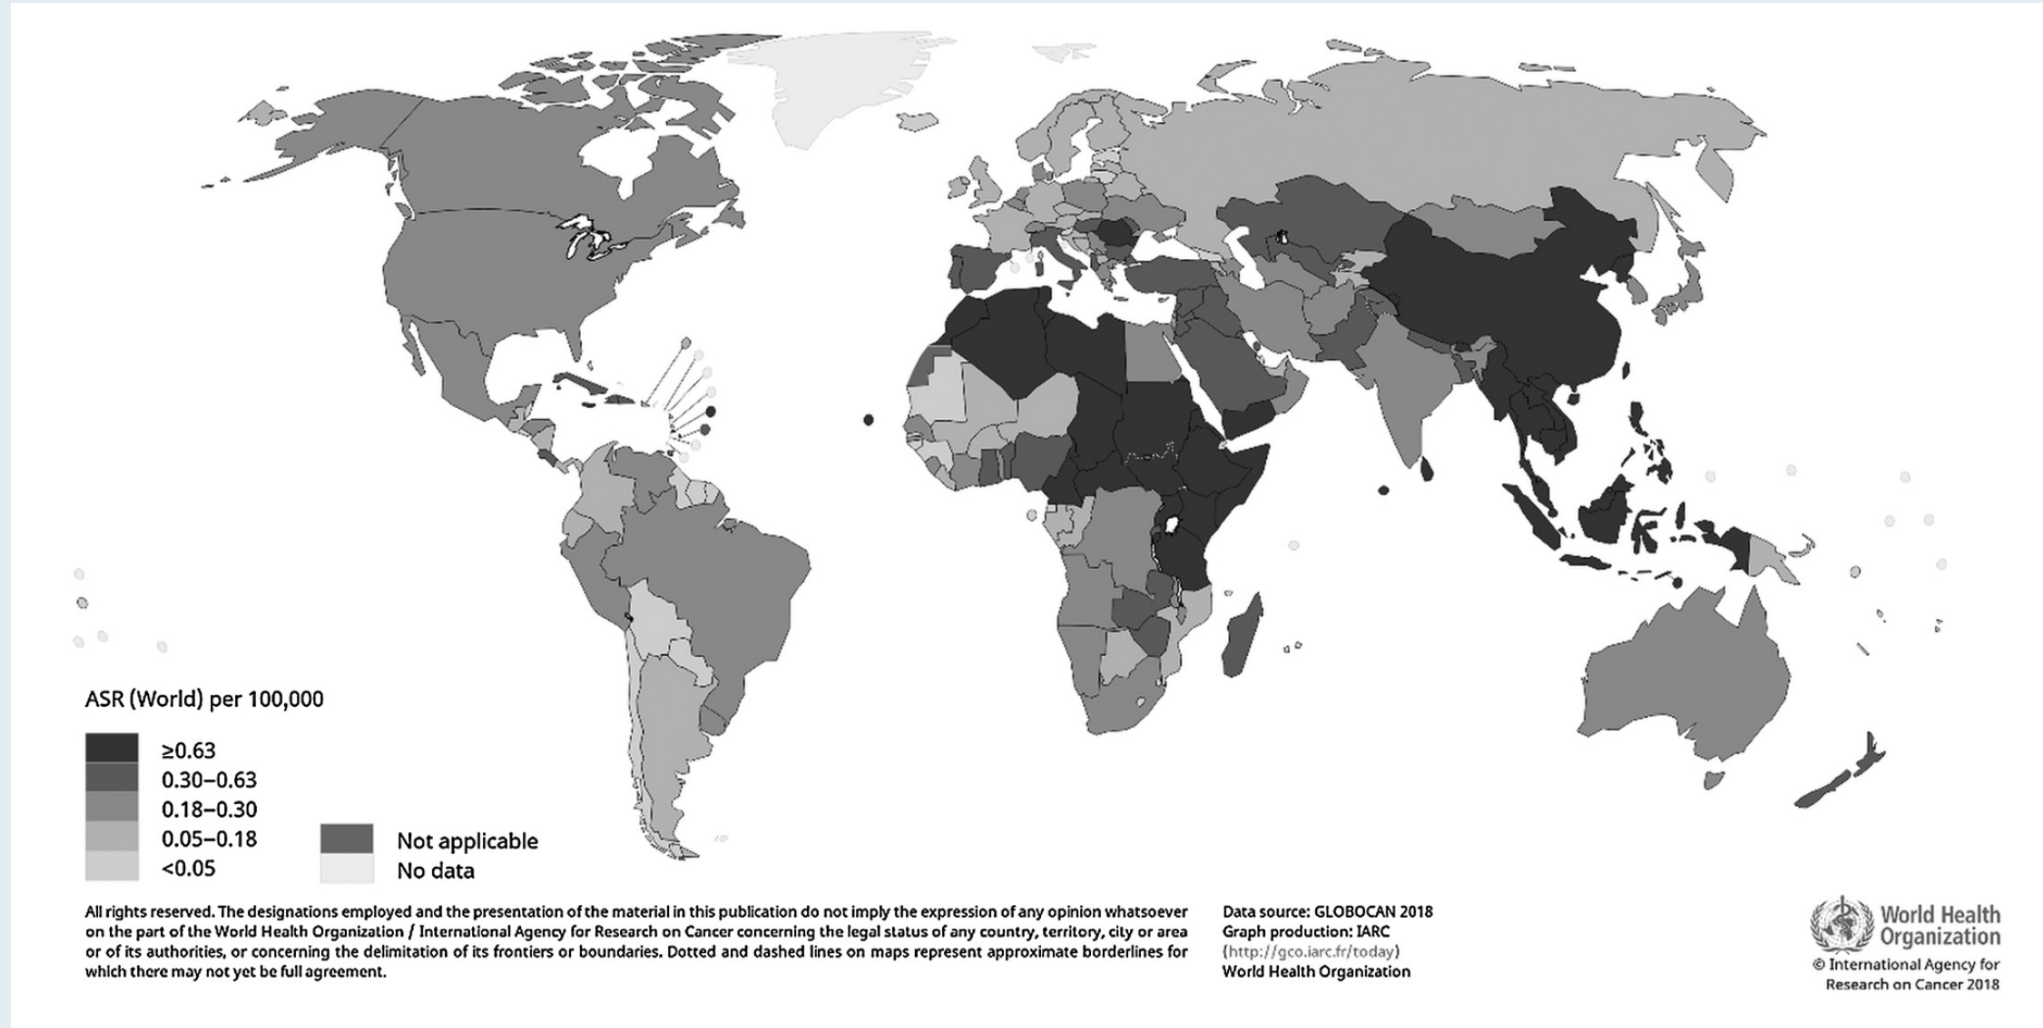 ASR (World) per 100,000
≥0.63
0.30–0.63
0.18–0.30
0.05–0.18
<0.05
Not applicable
No data
All rights reserved. The designations employed and the presentation of the material in this publication do not imply the expression of any opinion whatsoever
on the part of the World Health Organization / International Agency for Research on Cancer concerning the legal status of any country, territory, city or area
or of its authorities, or concerning the delimitation of its frontiers or boundaries. Dotted and dashed lines on maps represent approximate borderlines for
which there may not yet be full agreement.
Data source: GLOBOCAN 2018
Graph production: IARC
(http://gco.iarc.fr/today)
World Health Organization
World Health
Organization
© International Agency for
Research on Cancer 2018